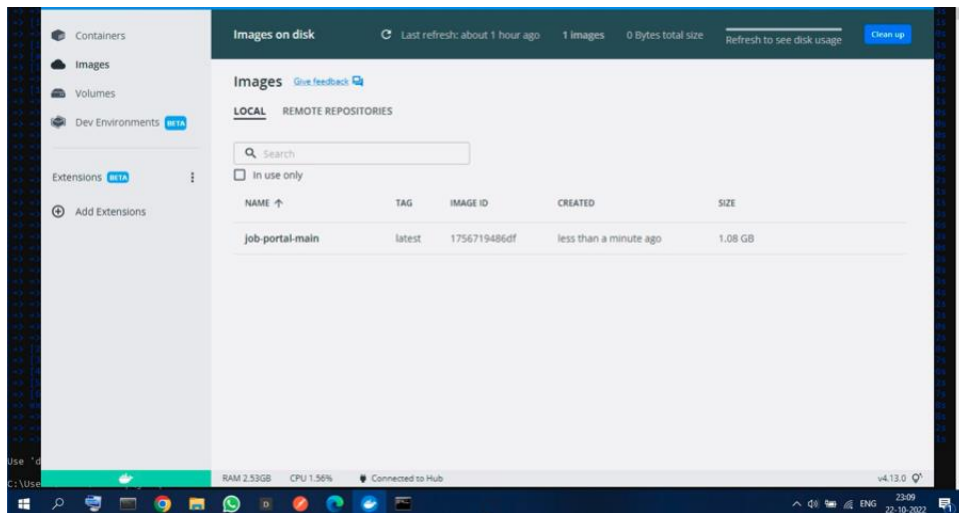 Containers
Images
Volumes
Dev Environments BETA
Extensions BETA
Add Extensions
Images on disk
Last refresh: about 1 hour ago
1 images
0 Bytes total size
Refresh to see disk usage
Clean up
Images Give feedback
LOCAL REMOTE REPOSITORIES
Search
In use only
NAME TAG IMAGE ID CREATED SIZE
job-portal-main latest 1756719486df less than a minute ago 1.08 GB
Use 'd
RAM 2.53GB CPU 1.56% Connected to Hub v4.13.0
C:\Use
ENG
23:09
22-10-2022